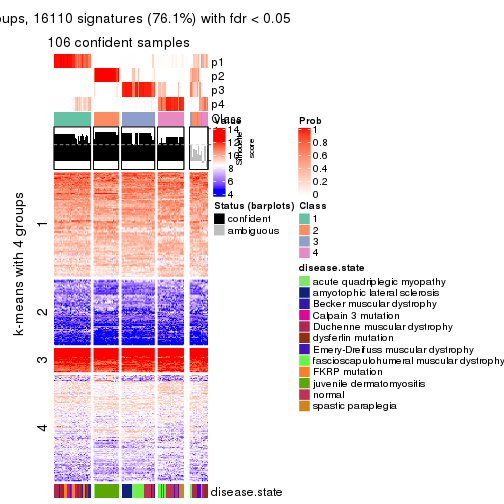 oups, 16110 signatures (76.1%) with fdr < 0.05
106 confident samples
p1
p2
p3
p4
Class
Silhouette
score
k-means with 4 groups
1
2
3
4
disease.state
Value
14
12
10
8
6
4
Prob
1
0.8
0.6
0.4
0.2
0
Status (barplots)
confident
ambiguous
Class
1
2
3
4
disease.state
acute quadriplegic myopathy
amyotophic lateral sclerosis
Becker muscular dystrophy
Calpain 3 mutation
Duchenne muscular dystrophy
dysferlin mutation
Emery-Dreifuss muscular dystrophy
fascioscapulohumeral muscular dystrophy
FKRP mutation
juvenile dermatomyositis
normal
spastic paraplegia